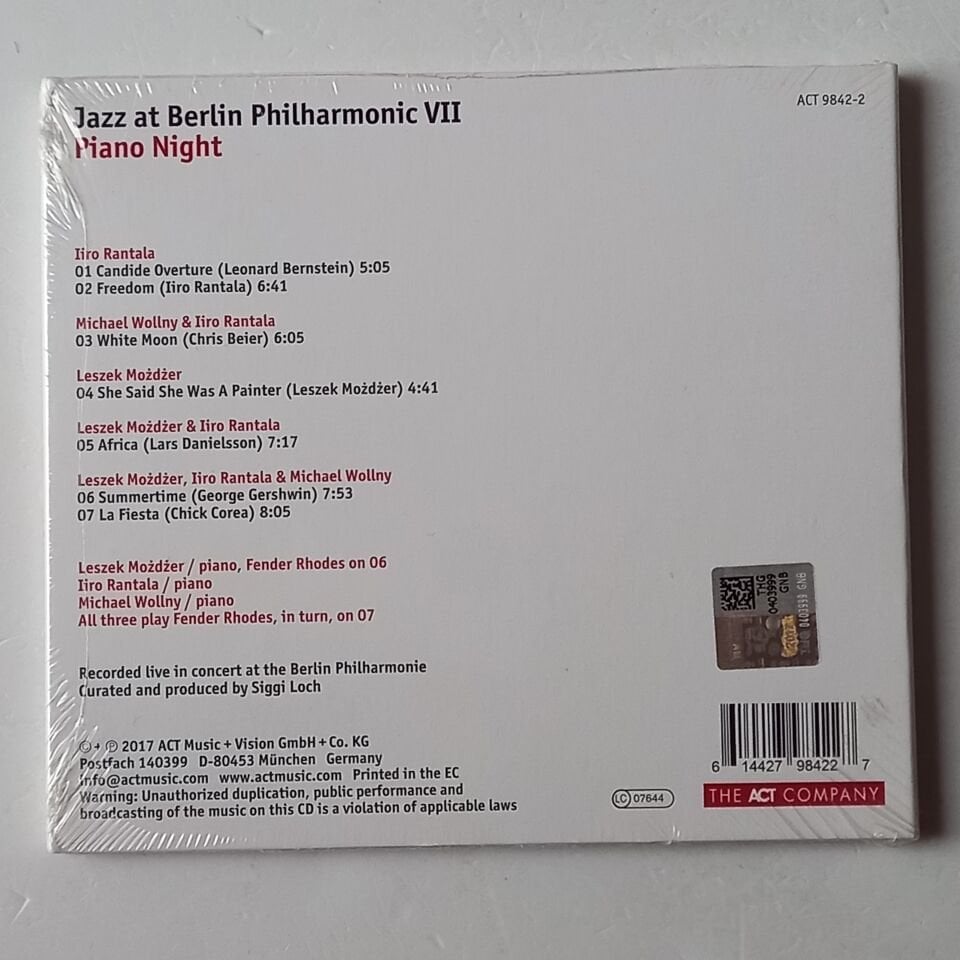 Jazz at Berlin Philharmonic VII
Piano Night
ACT 9842-2
Iiro Rantala
01 Candide Overture (Leonard Bernstein) 5:05
02 Freedom (Iiro Rantala) 6:41
Michael Wollny & Iiro Rantala
03 White Moon (Chris Beier) 6:05
Leszek Możdżer
04 She Said She Was A Painter (Leszek Możdżer) 4:41
Leszek Możdżer & Iiro Rantala
05 Africa (Lars Danielsson) 7:17
Leszek Możdżer, Iiro Rantala & Michael Wollny
06 Summertime (George Gershwin) 7:53
07 La Fiesta (Chick Corea) 8:05
Leszek Możdżer / piano, Fender Rhodes on 06
Iiro Rantala / piano
Michael Wollny / piano
All three play Fender Rhodes, in turn, on 07
Recorded live in concert at the Berlin Philharmonie
Curated and produced by Siggi Loch
© + ℗ 2017 ACT Music + Vision GmbH + Co. KG
Postfach 140399 D-80453 München Germany
info@actmusic.com www.actmusic.com Printed in the EC
Warning: Unauthorized duplication, public performance and
broadcasting of the music on this CD is a violation of applicable laws
THG
0403999
GNB
0403999 GNB
LC 07644
6 14427 98422 7
THE ACT COMPANY